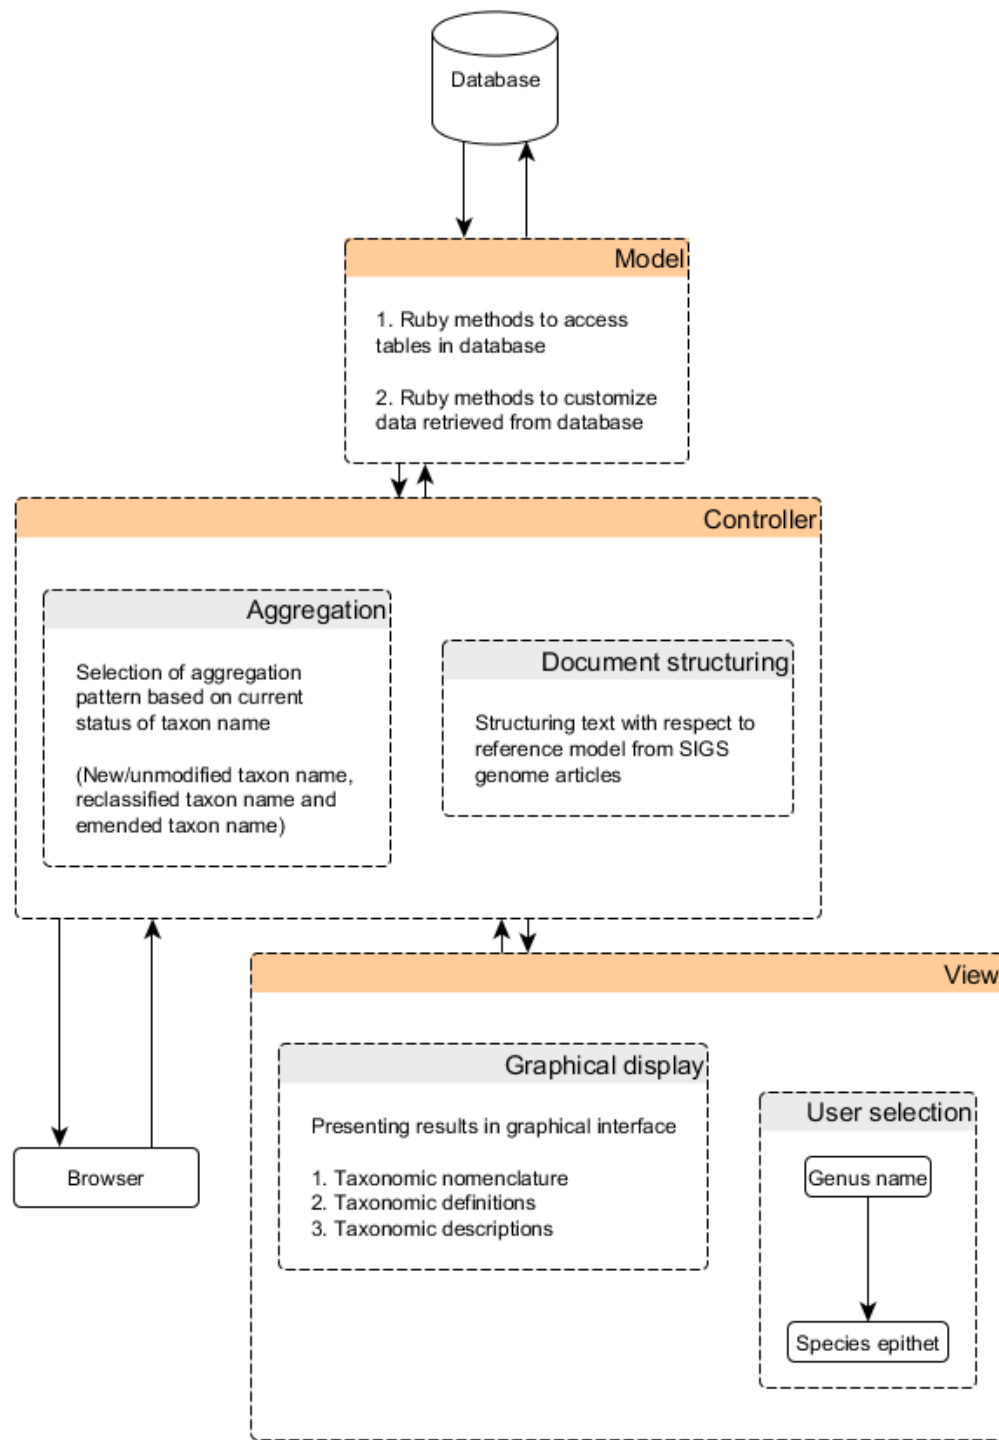 Database
Model
1. Ruby methods to access
tables in database
2. Ruby methods to customize
data retrieved from database
Controller
Aggregation
Selection of aggregation
pattern based on current
status of taxon name
(New/unmodified taxon name,
reclassified taxon name and
emended taxon name)
Document structuring
Structuring text with respect to
reference model from SIGS
genome articles
View
Graphical display
Presenting results in graphical interface
1. Taxonomic nomenclature
2. Taxonomic definitions
3. Taxonomic descriptions
User selection
Genus name
Species epithet
Browser